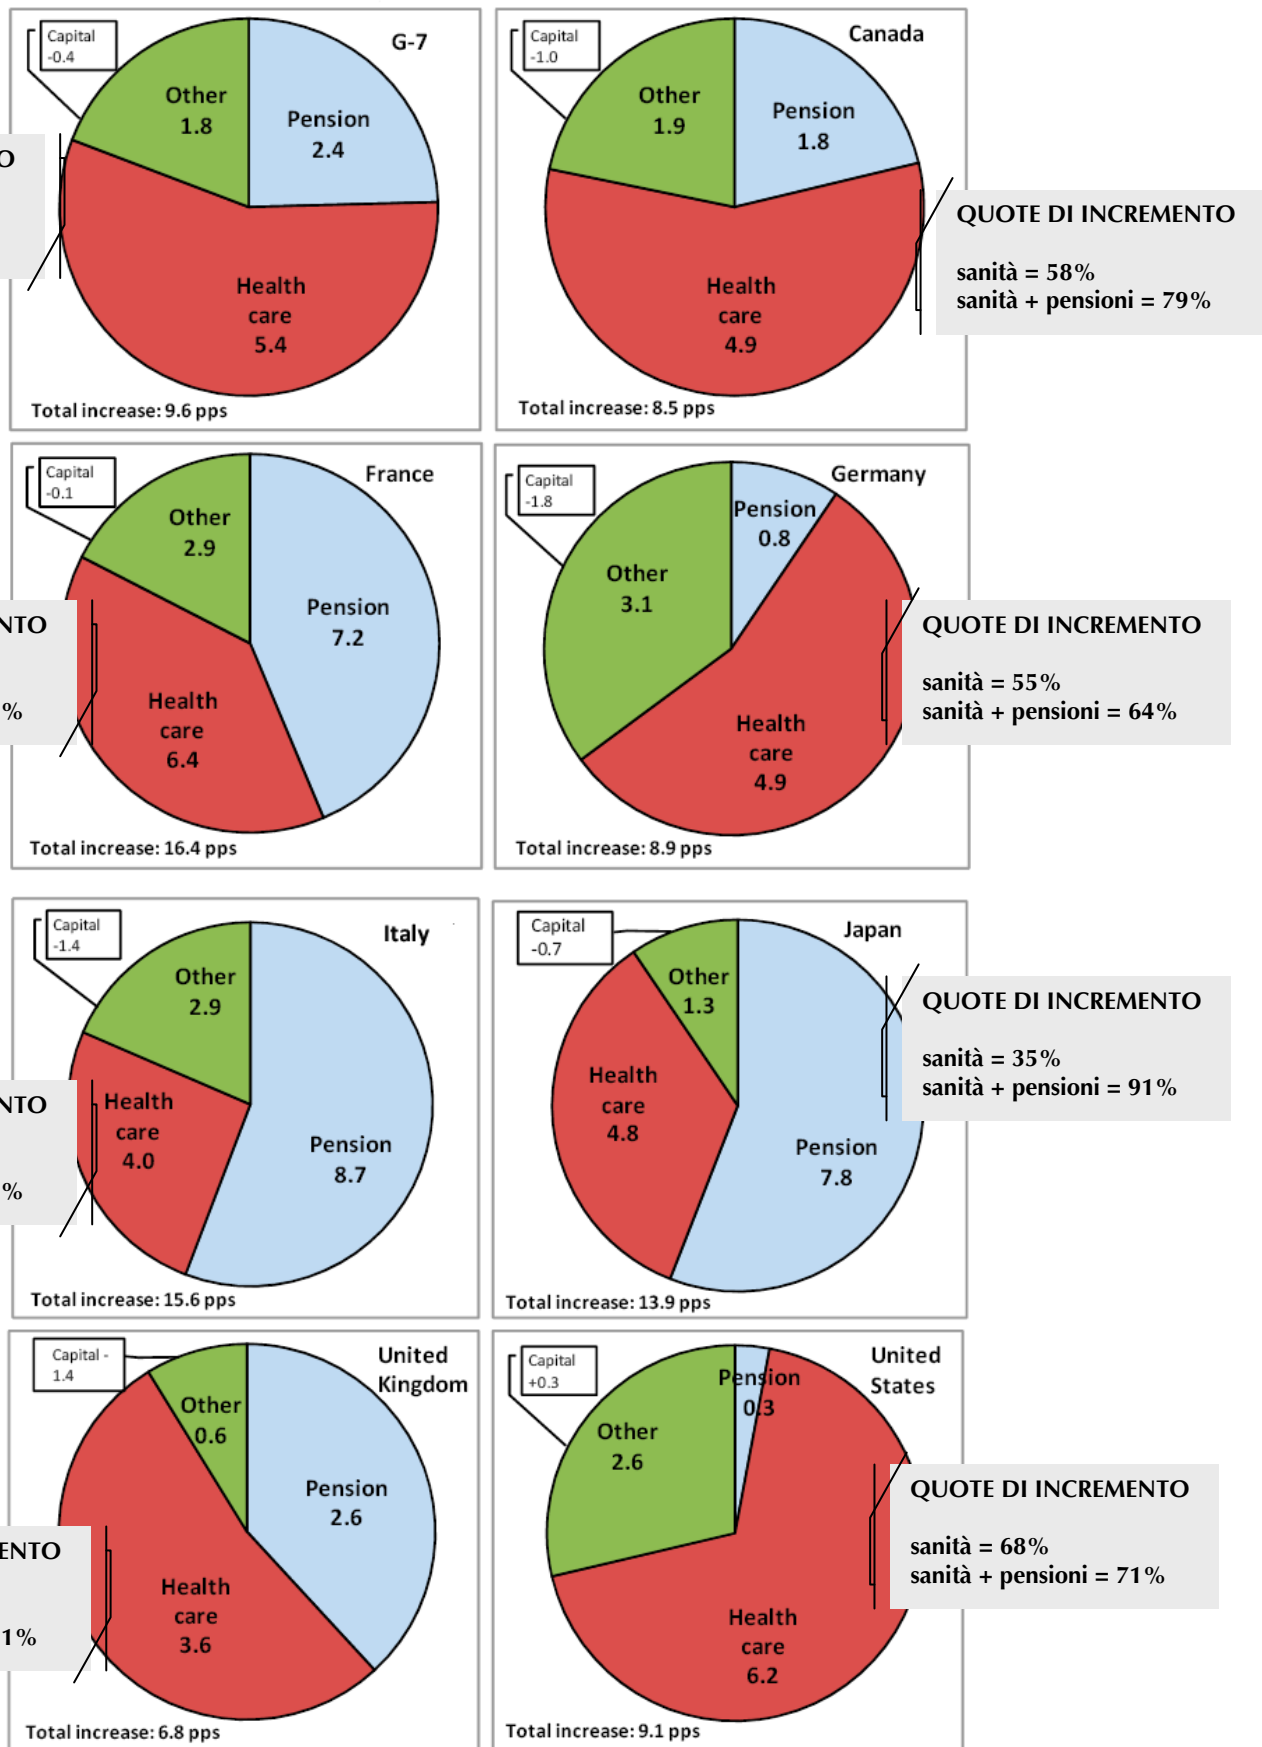 Capital
-0.4
G-7
Other
1.8
Pension
2.4
Health
care
5.4
Total increase: 9.6 pps
O
Capital
-1.0
Canada
Other
1.9
Pension
1.8
Health
care
4.9
Total increase: 8.5 pps
QUOTE DI INCREMENTO
sanità = 58%
sanità + pensioni = 79%
Capital
-0.1
France
Other
2.9
Pension
7.2
Health
care
6.4
Total increase: 16.4 pps
NTO
%
Capital
-1.8
Germany
Pension
0.8
Other
3.1
Health
care
4.9
Total increase: 8.9 pps
QUOTE DI INCREMENTO
sanità = 55%
sanità + pensioni = 64%
Capital
-1.4
Italy
Other
2.9
Health
care
4.0
Pension
8.7
Total increase: 15.6 pps
NTO
%
Capital
-0.7
Japan
Other
1.3
Health
care
4.8
Pension
7.8
Total increase: 13.9 pps
QUOTE DI INCREMENTO
sanità = 35%
sanità + pensioni = 91%
Capital -
1.4
United
Kingdom
Other
0.6
Pension
2.6
Health
care
3.6
Total increase: 6.8 pps
ENTO
1%
Capital
+0.3
United
States
Pension
0.3
Other
2.6
Health
care
6.2
Total increase: 9.1 pps
QUOTE DI INCREMENTO
sanità = 68%
sanità + pensioni = 71%